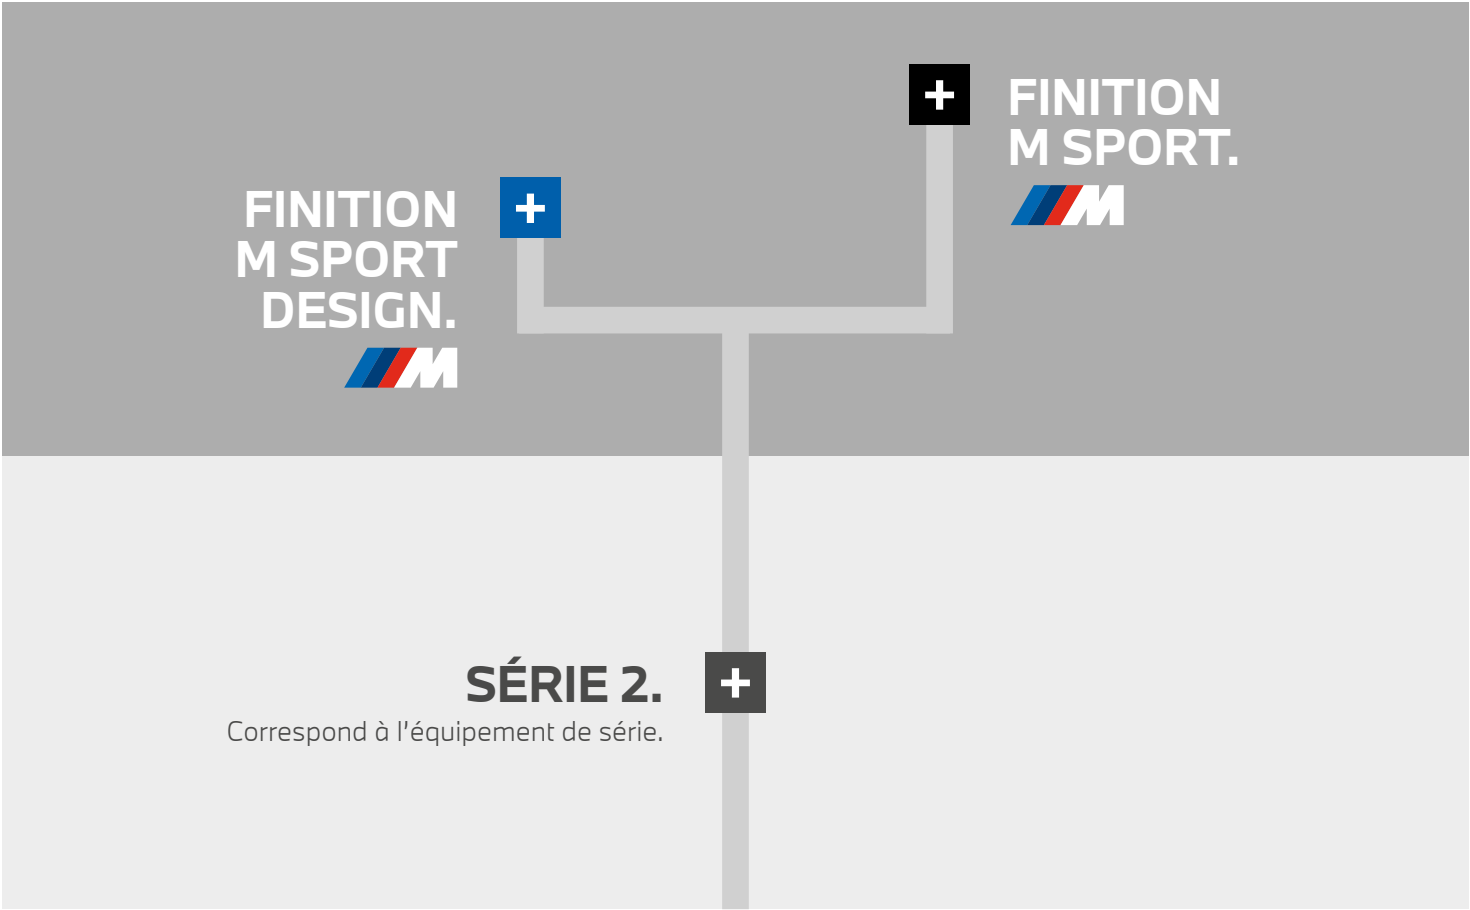 FINITION
M SPORT.
M
FINITION
M SPORT
DESIGN.
M
SÉRIE 2.
Correspond à l'équipement de série.